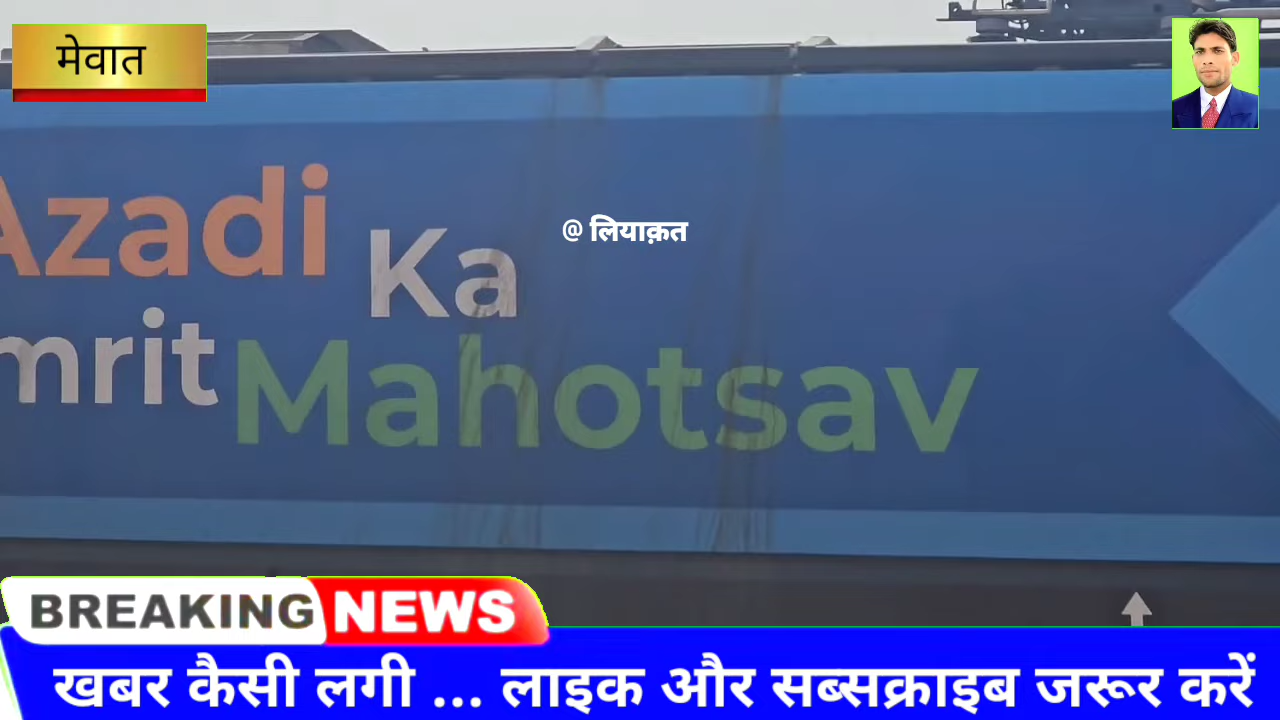 मेवात
@ लियाक़त
Azadi
Ka
mrit
Mahotsav
BREAKING NEWS
खबर कैसी लगी ... लाइक और सब्सक्राइब जरूर करें